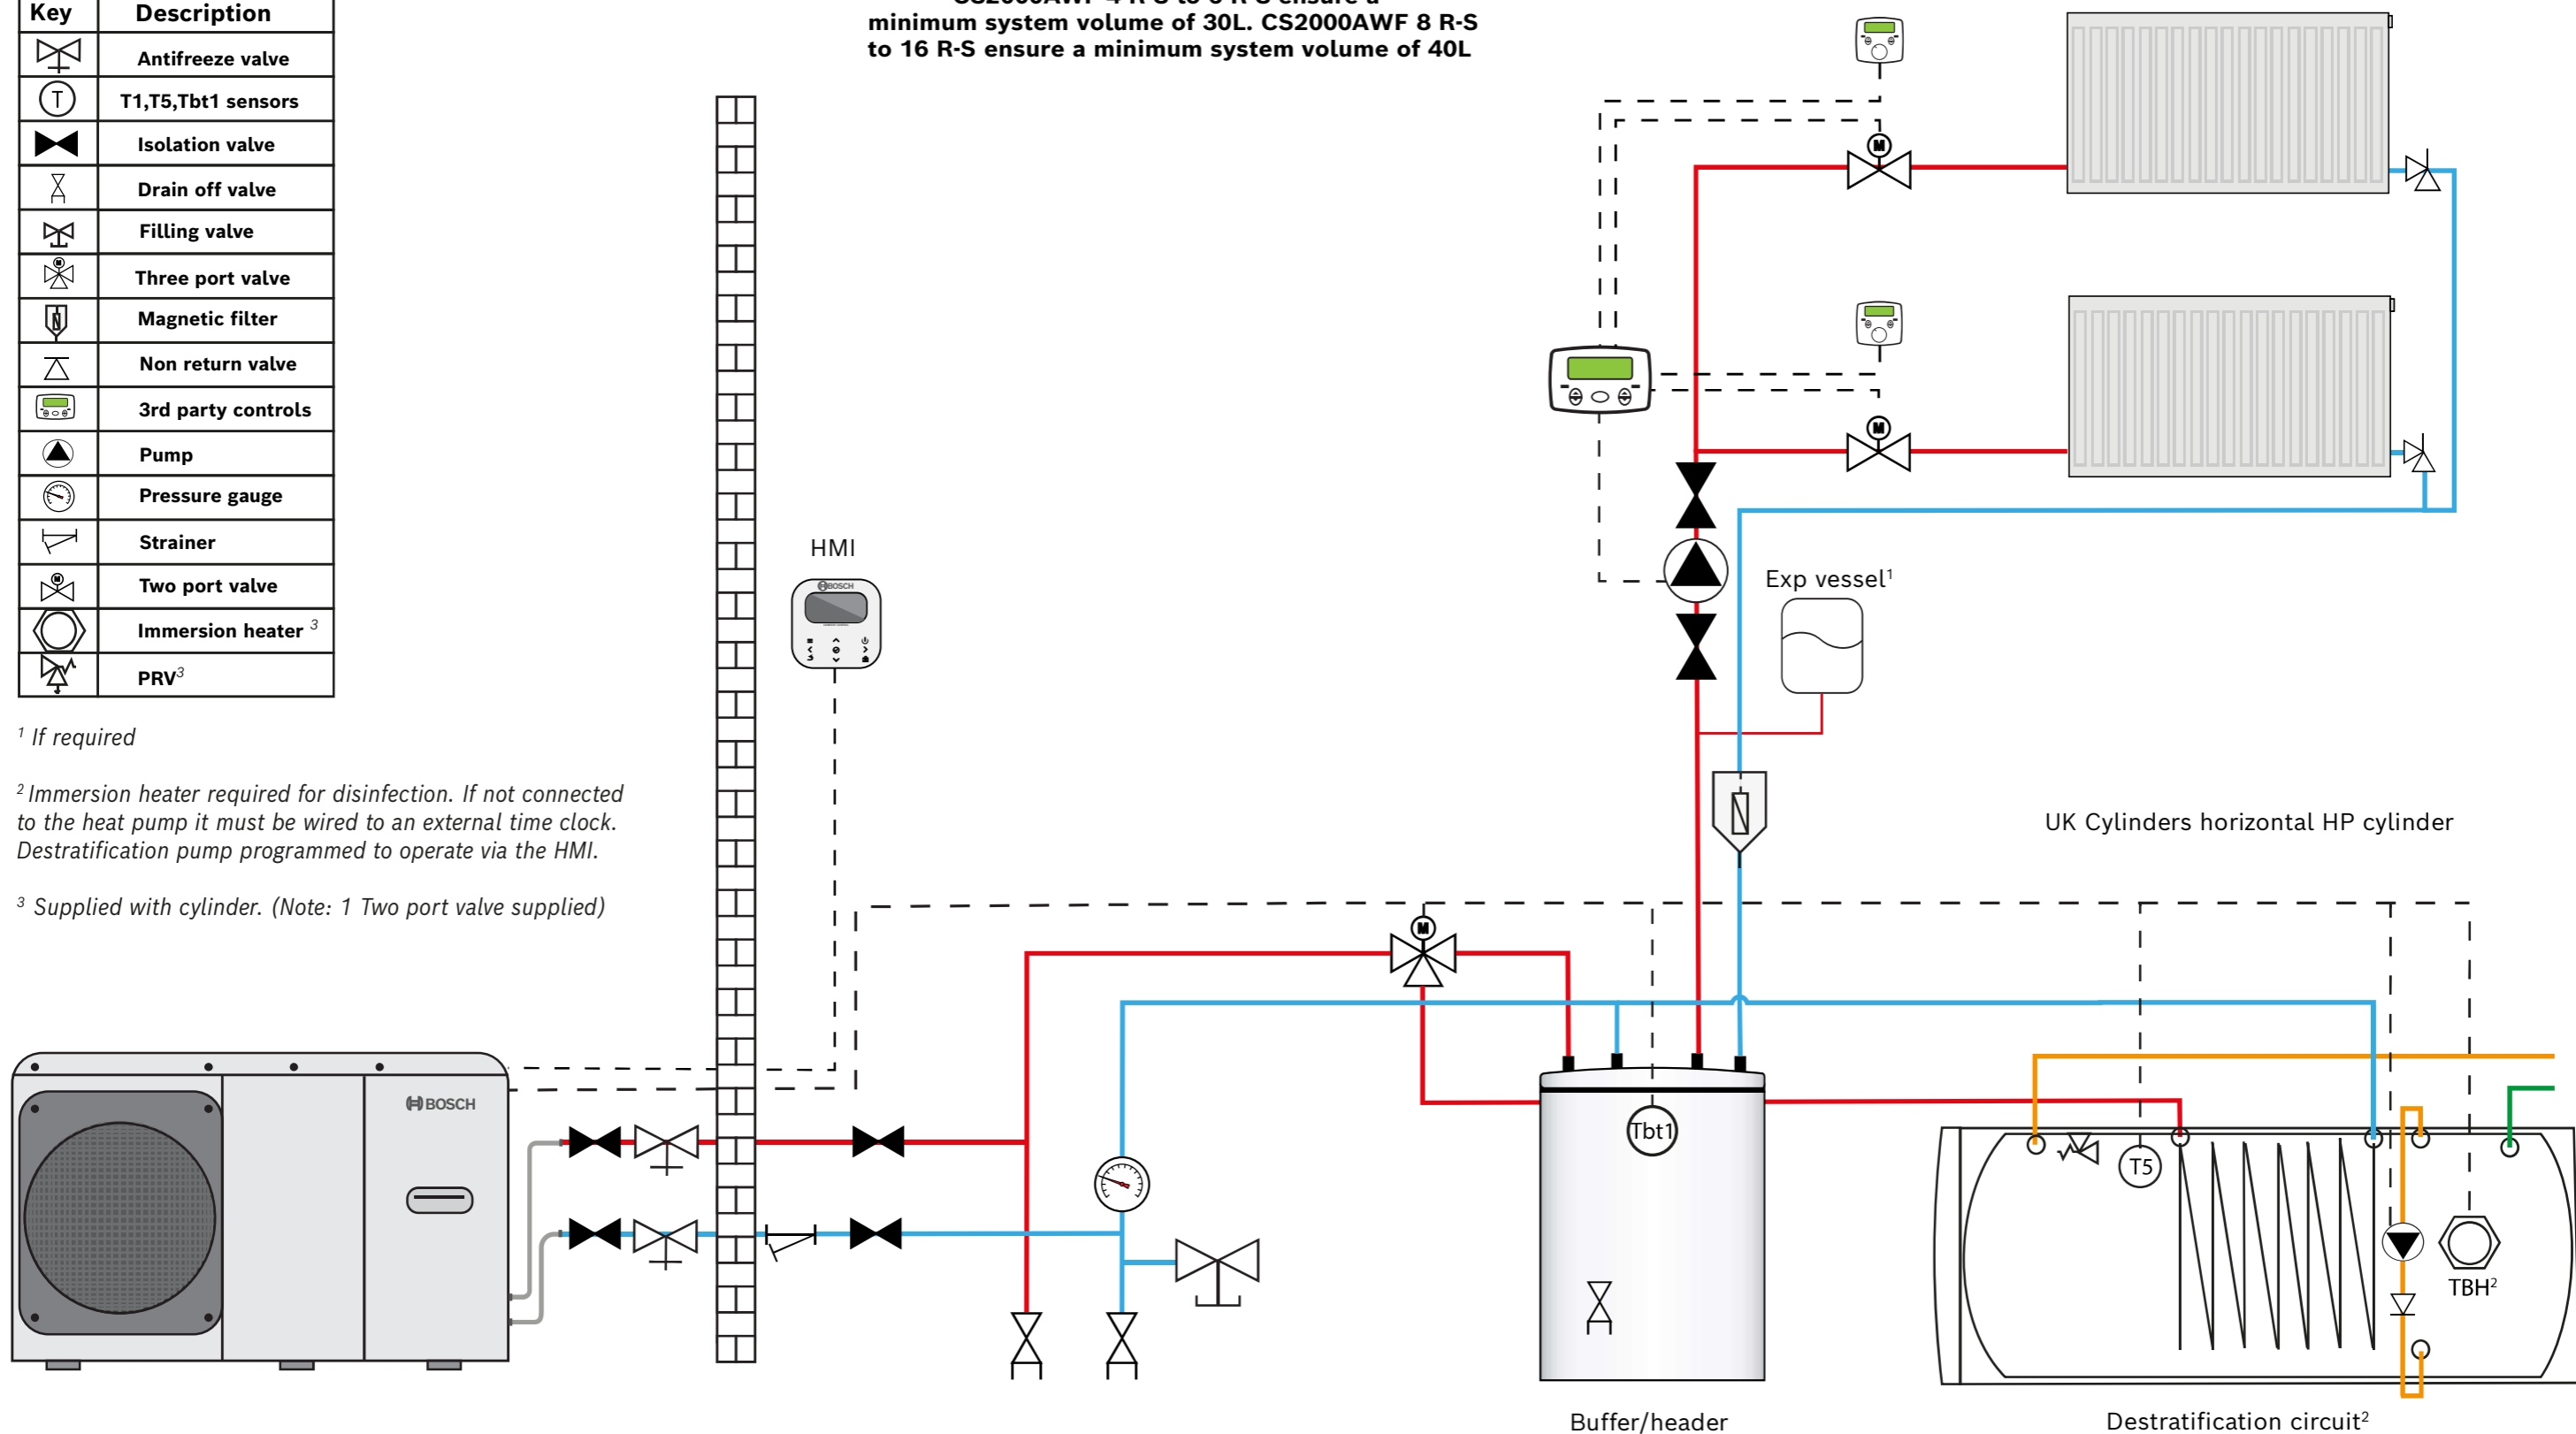 Key Description
Antifreeze valve
T T1,T5,Tbt1 sensors
Isolation valve
Drain off valve
Filling valve
M Three port valve
Magnetic filter
Non return valve
3rd party controls
Pump
Pressure gauge
Strainer
M Two port valve
Immersion heater 3
PRV3
1 If required
2 Immersion heater required for disinfection. If not connected
to the heat pump it must be wired to an external time clock.
Destratification pump programmed to operate via the HMI.
3 Supplied with cylinder. (Note: 1 Two port valve supplied)
minimum system volume of 30L. CS2000AWF 8 R-S
to 16 R-S ensure a minimum system volume of 40L
M
M
HMI
BOSCH
Exp vessel1
UK Cylinders horizontal HP cylinder
M
BOSCH
Tbt1
T5
TBH2
Buffer/header
Destratification circuit2